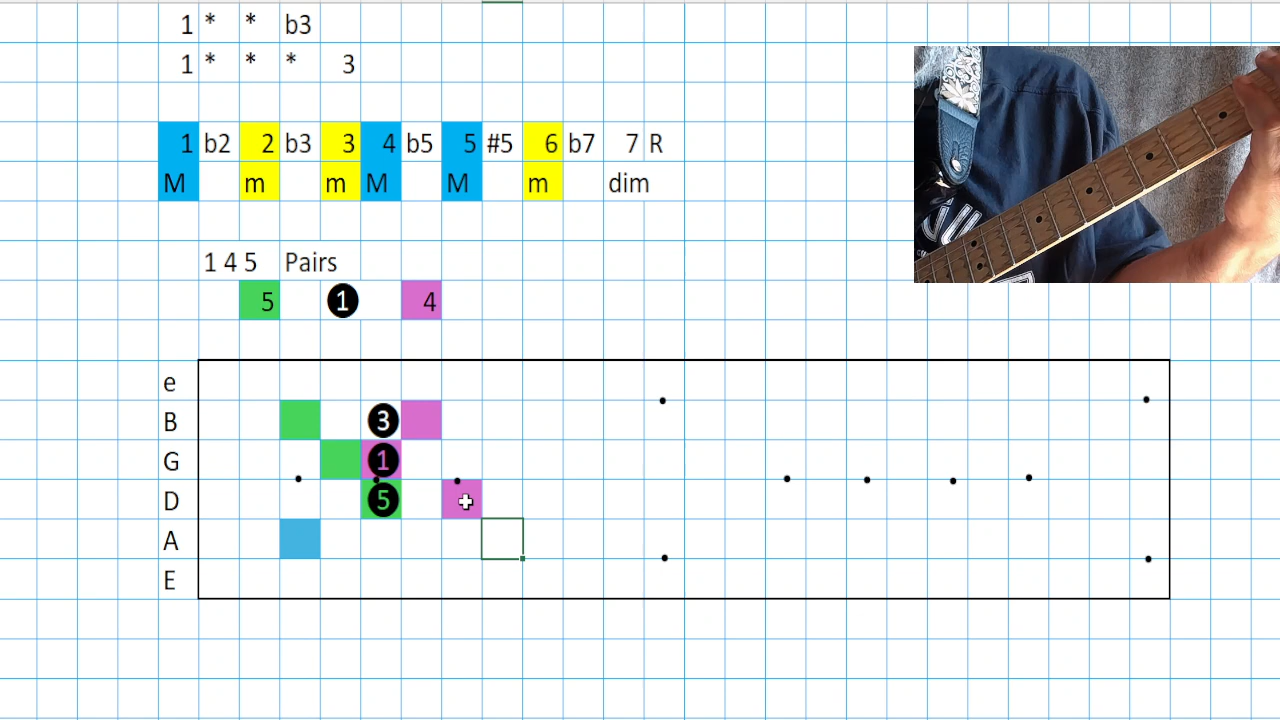 1 * * b3
1 * * * 3
1 b2 2 b3 3 4 b5 5 #5 6 b7 7 R
M m m M M m dim
1 4 5 Pairs
5 1 4
e
B 3
G 1
D 5
A
E